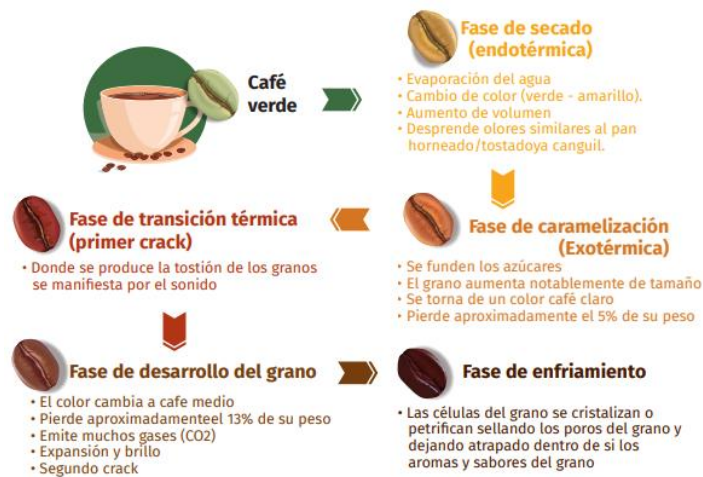 Café
verde
Fase de secado
(endotérmica)
• Evaporación del agua
• Cambio de color (verde - amarillo).
• Aumento de volumen
• Desprende olores similares al pan
horneado/tostadoya canguil.
Fase de caramelización
(Exotérmica)
• Se funden los azúcares
• El grano aumenta notablemente de tamaño
• Se torna de un color café claro
• Pierde aproximadamente el 5% de su peso
Fase de transición térmica
(primer crack)
• Donde se produce la tostión de los granos
se manifiesta por el sonido
Fase de desarrollo del grano
• El color cambia a cafe medio
• Pierde aproximadamenteel 13% de su peso
• Emite muchos gases (CO2)
• Expansión y brillo
• Segundo crack
Fase de enfriamiento
• Las células del grano se cristalizan o
petrifican sellando los poros del grano y
dejando atrapado dentro de si los
aromas y sabores del grano